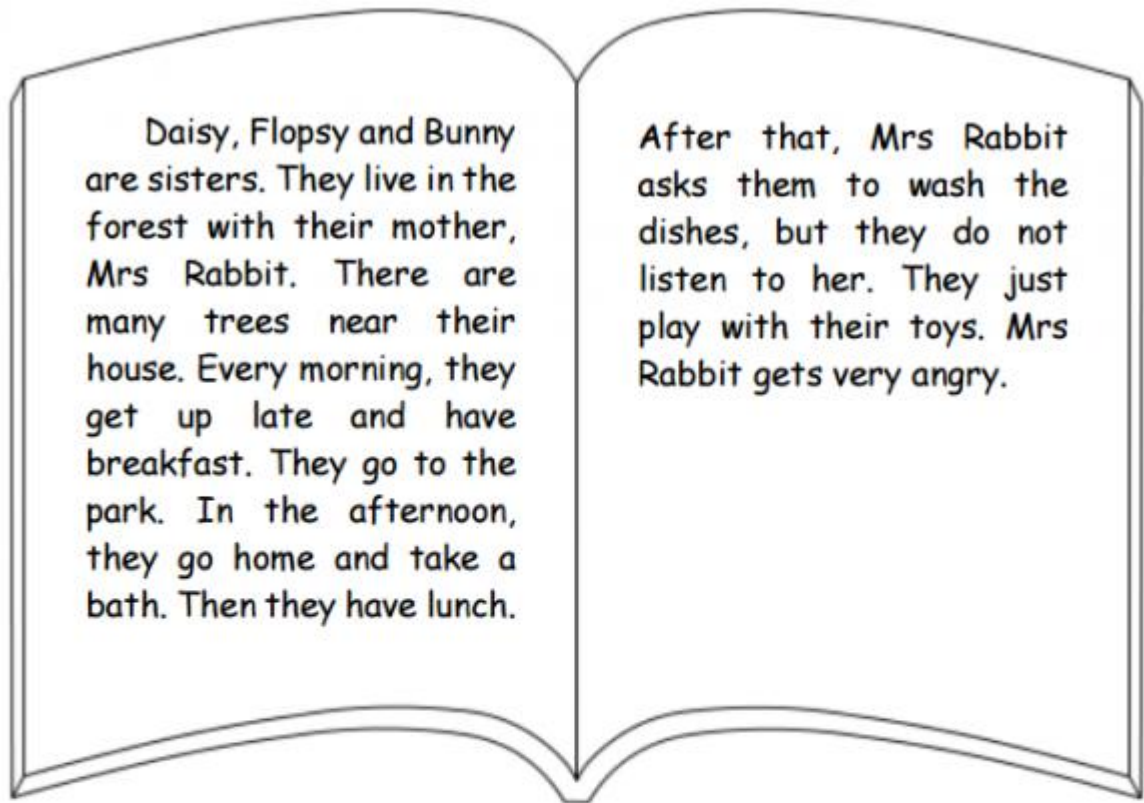 Daisy, Flopsy and Bunny
are sisters. They live in the
forest with their mother,
Mrs Rabbit. There are
many trees near their
house. Every morning, they
get up late and have
breakfast. They go to the
park. In the afternoon,
they go home and take a
bath. Then they have lunch.
After that, Mrs Rabbit
asks them to wash the
dishes, but they do not
listen to her. They just
play with their toys. Mrs
Rabbit gets very angry.